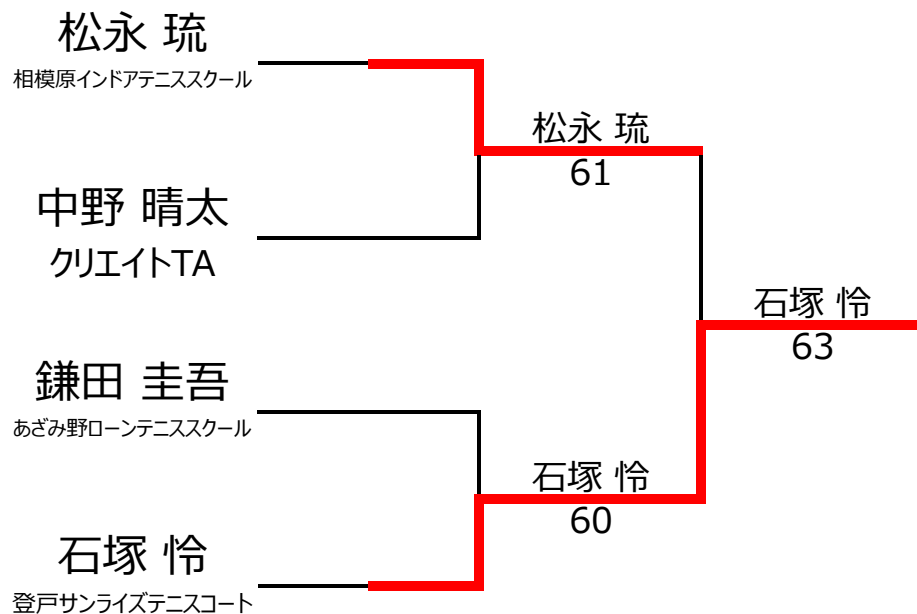 松永 琉
相模原インドアテニススクール
松永 琉
61
中野 晴太
クリエイトTA
石塚 怜
63
鎌田 圭吾
あざみ野ローンテニススクール
石塚 怜
60
石塚 怜
登戸サンライズテニスコート